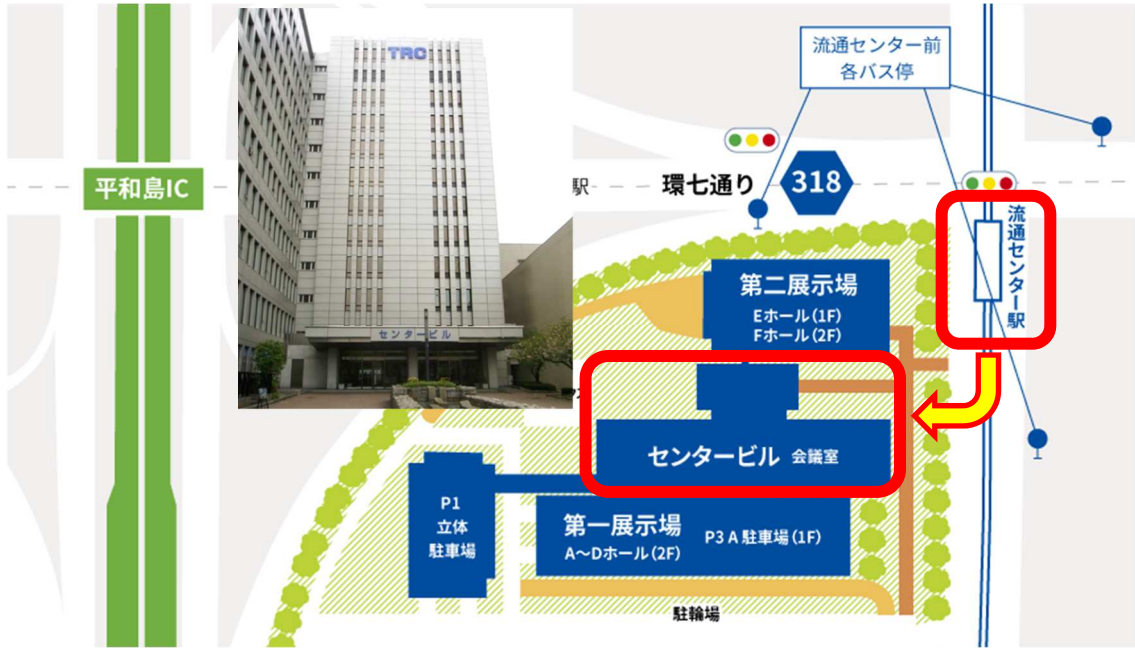 TRC
センタービル
流通センター前
各バス停
平和島IC
駅
環七通り
318
流通センター駅
第二展示場
Eホール(1F)
Fホール(2F)
センタービル 会議室
P1
立体
駐車場
第一展示場
A〜Dホール(2F)
P3 A 駐車場(1F)
駐輪場